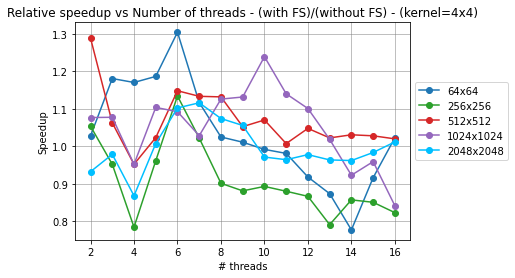 Relative speedup vs Number of threads - (with FS)/(without FS) - (kernel=4x4)
1.3
1.2
1.1
1.0
0.9
0.8
Speedup
2 4 6 8 10 12 14 16
# threads
64x64
256x256
512x512
1024x1024
2048x2048